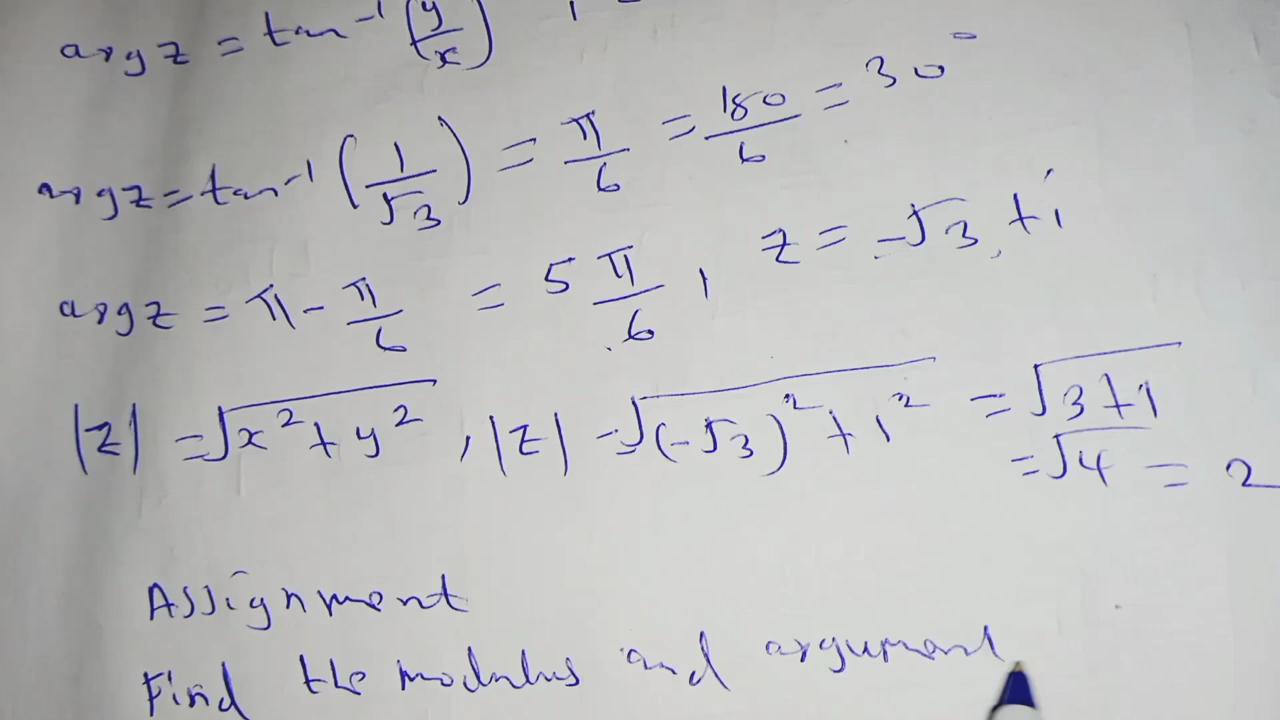 arg z = tan⁻¹ (y/x)
arg z = tan⁻¹ (1/√3) = π/6 = 180/6 = 30°
arg z = π - π/6 = 5π/6 , z = -√3 + i
|z| = √(x² + y²) , |z| = √((-√3)² + 1²) = √(3+1)
= √4 = 2
Assignment
Find the modulus and argument